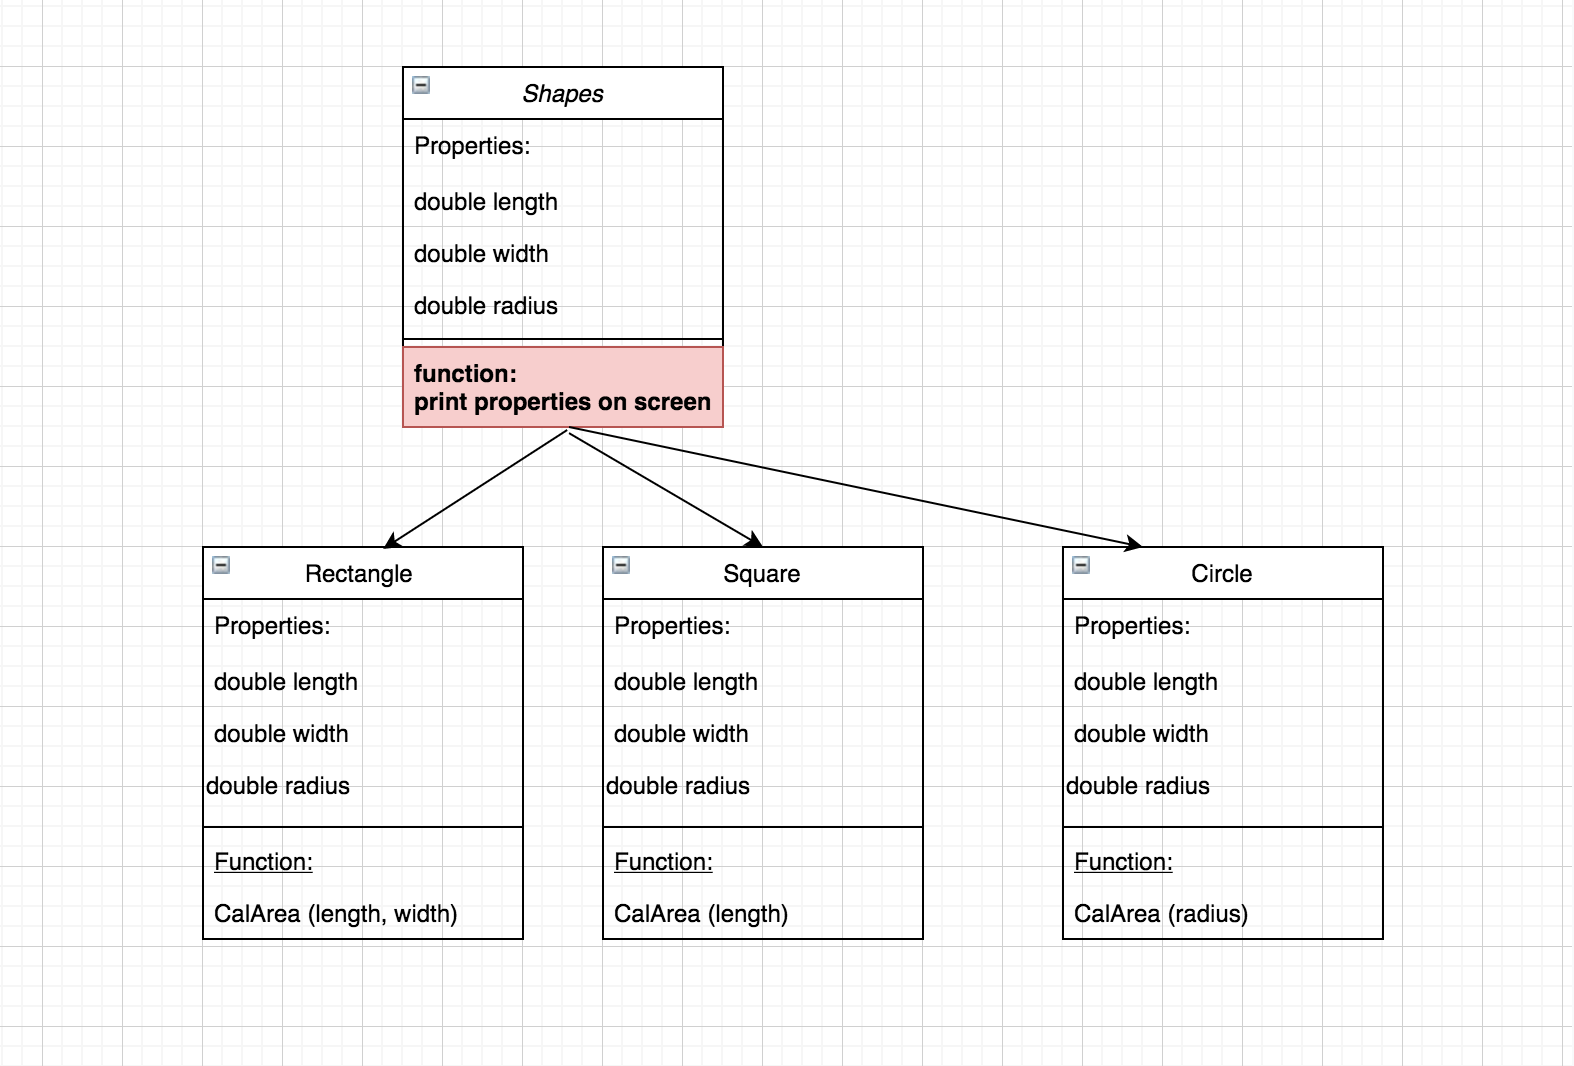 Shapes
Properties:
double length
double width
double radius
function:
print properties on screen
Rectangle
Properties:
double length
double width
double radius
Function:
CalArea (length, width)
Square
Properties:
double length
double width
double radius
Function:
CalArea (length)
Circle
Properties:
double length
double width
double radius
Function:
CalArea (radius)